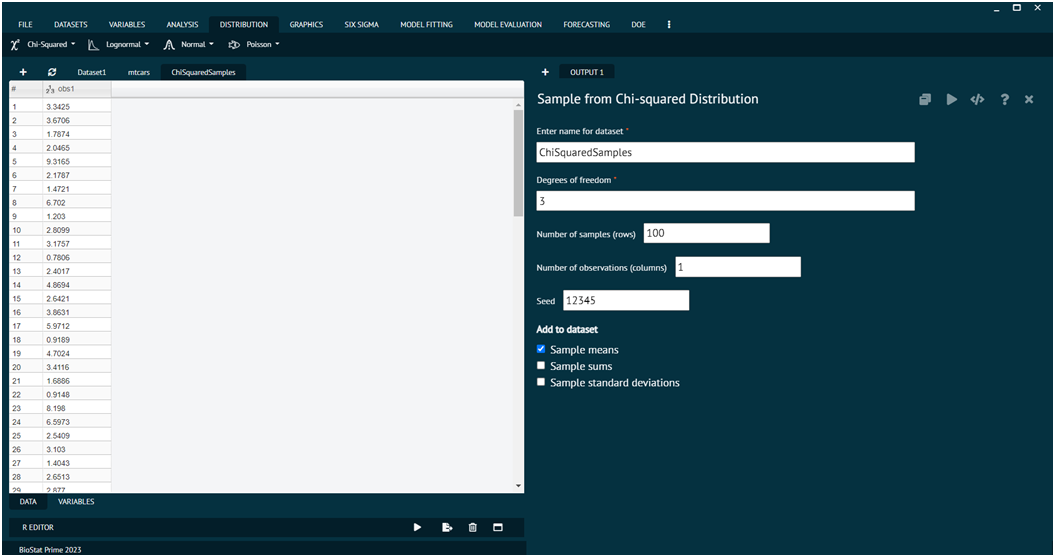 FILE DATASETS VARIABLES ANALYSIS DISTRIBUTION GRAPHICS SIX SIGMA MODEL FITTING MODEL EVALUATION FORECASTING DOE
χ² Chi-Squared Lognormal Normal Poisson
+ Dataset1 mtcars ChiSquaredSamples
# obs1
1 3.3425
2 3.6706
3 1.7874
4 2.0465
5 9.3165
6 2.1787
7 1.4721
8 6.702
9 1.203
10 2.8099
11 3.1757
12 0.7806
13 2.4017
14 4.8694
15 2.6421
16 3.8631
17 5.9712
18 0.9189
19 4.7024
20 3.4116
21 1.6886
22 0.9148
23 8.198
24 6.5973
25 2.5409
26 3.103
27 1.4043
28 2.6513
29 2.877
DATA VARIABLES
R EDITOR
BioStat Prime 2023
+ OUTPUT 1
Sample from Chi-squared Distribution
Enter name for dataset *
ChiSquaredSamples
Degrees of freedom *
3
Number of samples (rows) 100
Number of observations (columns) 1
Seed 12345
Add to dataset
Sample means
Sample sums
Sample standard deviations